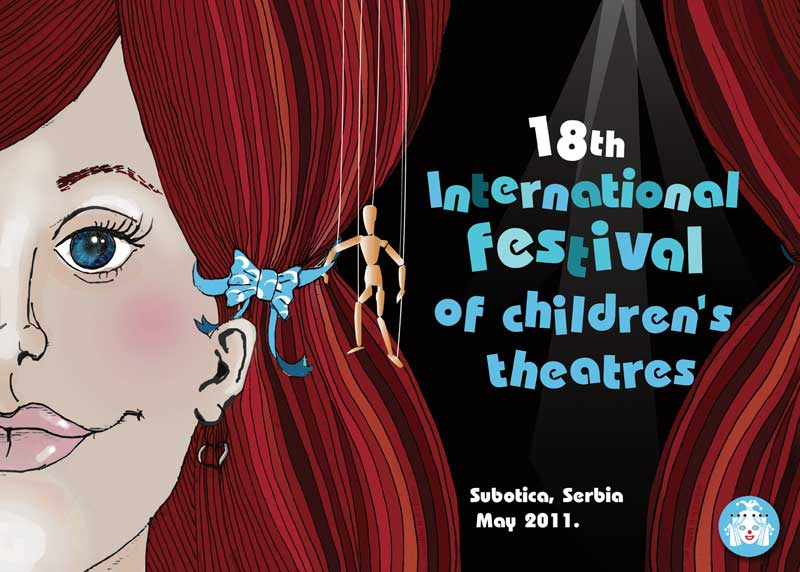 18th
International
festival
of children's
theatres
Subotica, Serbia
May 2011.